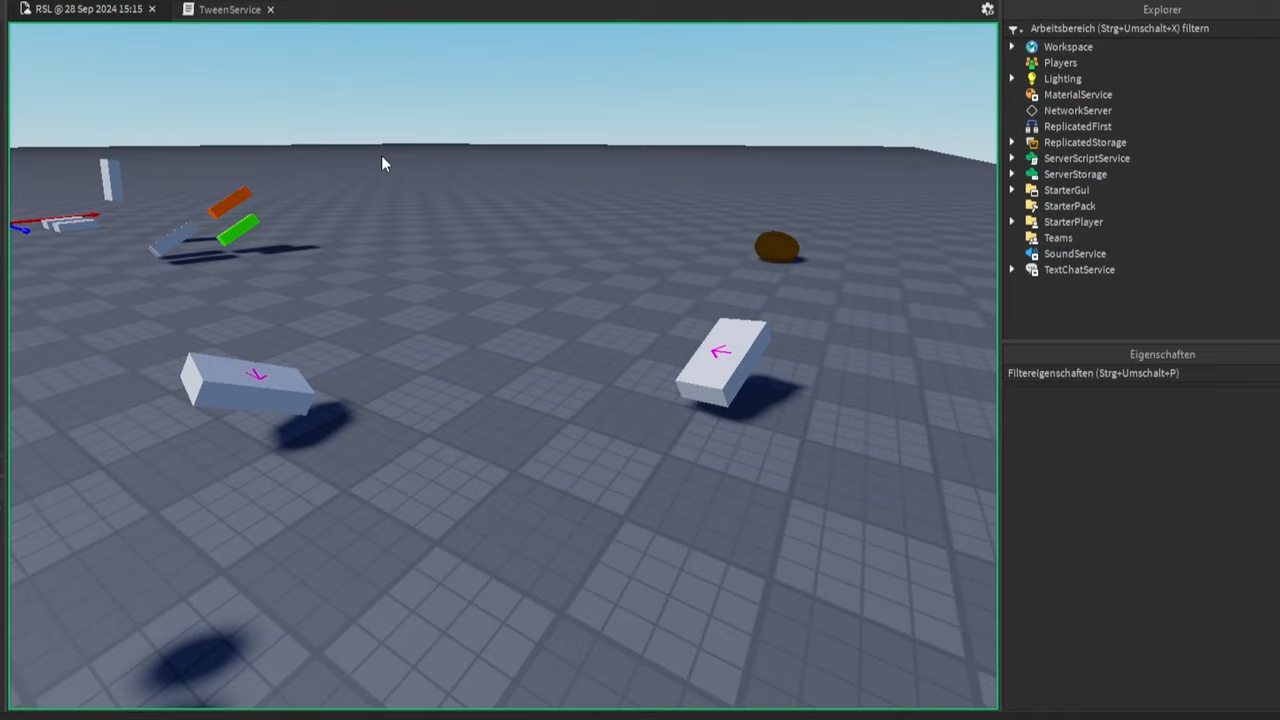 RSL @ 28 Sep 2024 15:15
TweenService
Explorer
Arbeitsbereich (Strg+Umschalt+X) filtern
Workspace
Players
Lighting
MaterialService
NetworkServer
ReplicatedFirst
ReplicatedStorage
ServerScriptService
ServerStorage
StarterGui
StarterPack
StarterPlayer
Teams
SoundService
TextChatService
Eigenschaften
Filtereigenschaften (Strg+Umschalt+P)